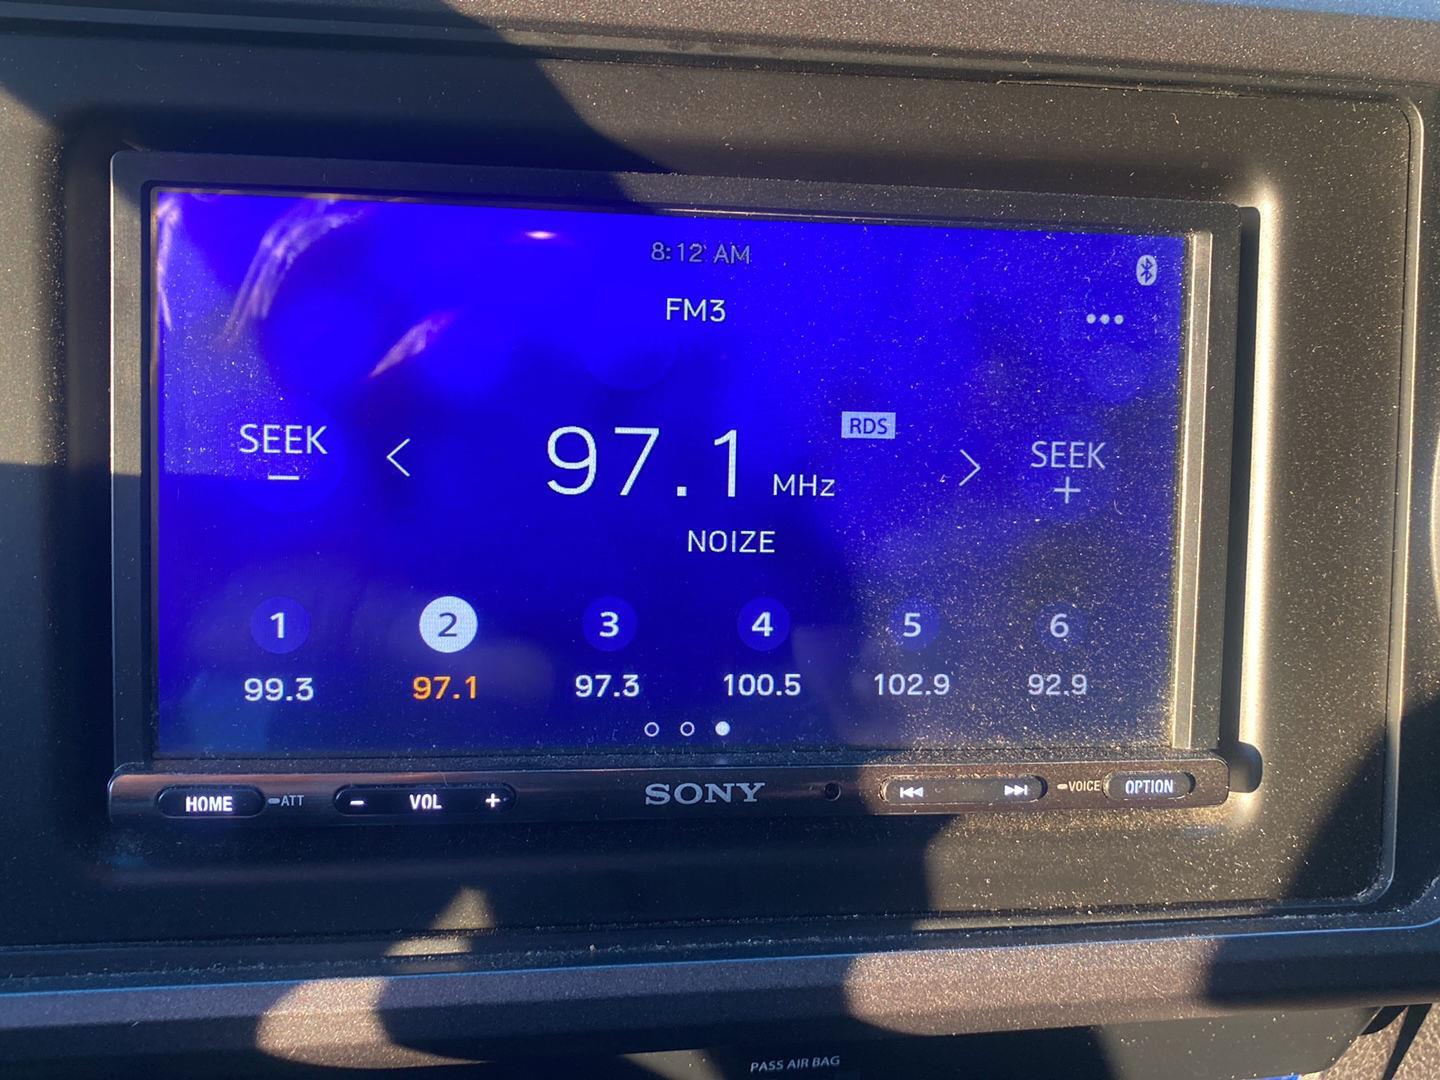 8:12 AM
FM3
SEEK
−
<
97.1 MHz
RDS
>
SEEK
+
NOIZE
1 2 3 4 5 6
99.3 97.1 97.3 100.5 102.9 92.9
HOME ATT - VOL + SONY VOICE OPTION
PASS AIR BAG